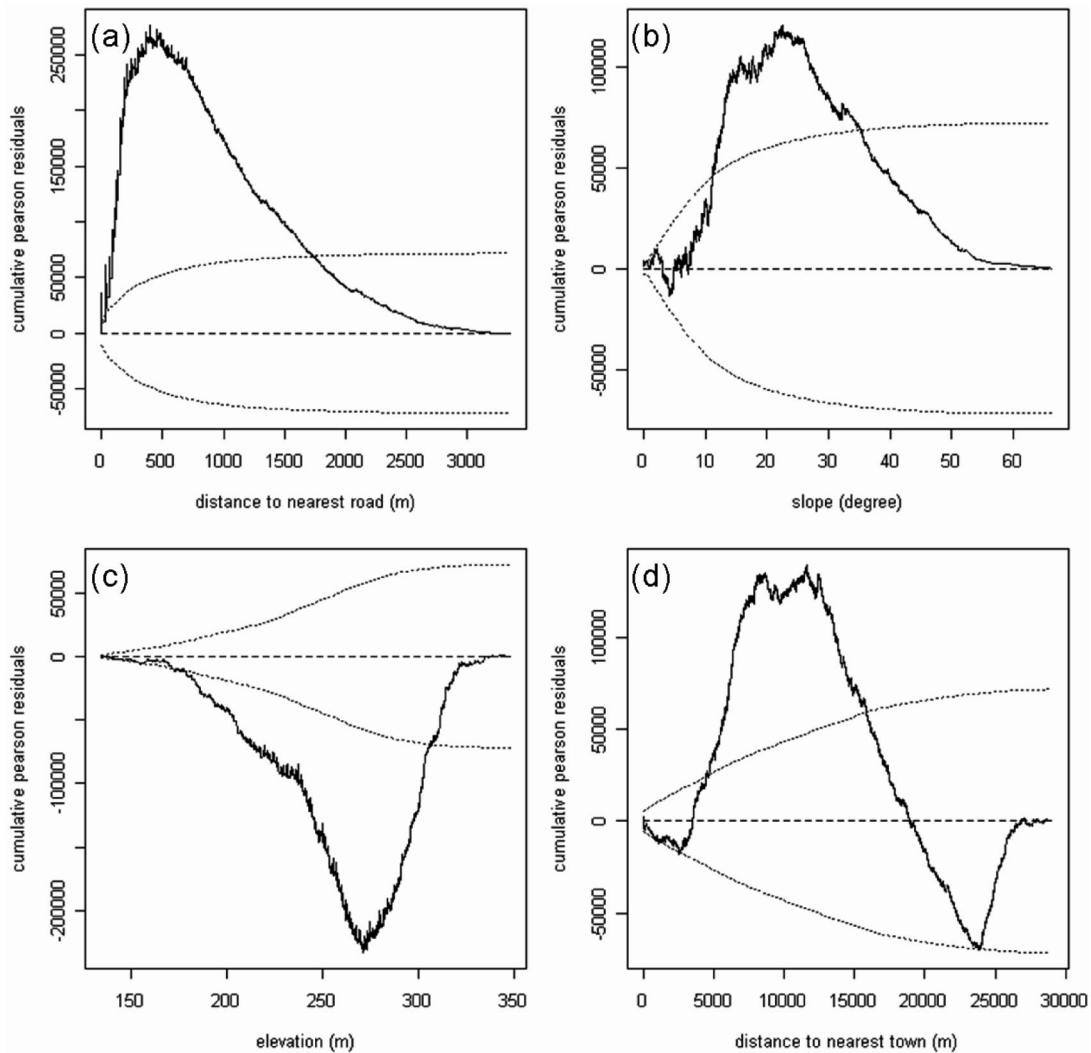 (a)
cumulative pearson residuals
-50000 0 50000 150000 250000
0 500 1000 1500 2000 2500 3000
distance to nearest road (m)
(b)
cumulative pearson residuals
-50000 0 50000 100000
0 10 20 30 40 50 60
slope (degree)
(c)
cumulative pearson residuals
-200000 -100000 0 50000
150 200 250 300 350
elevation (m)
(d)
cumulative pearson residuals
-50000 0 50000 100000
0 5000 10000 15000 20000 25000 30000
distance to nearest town (m)